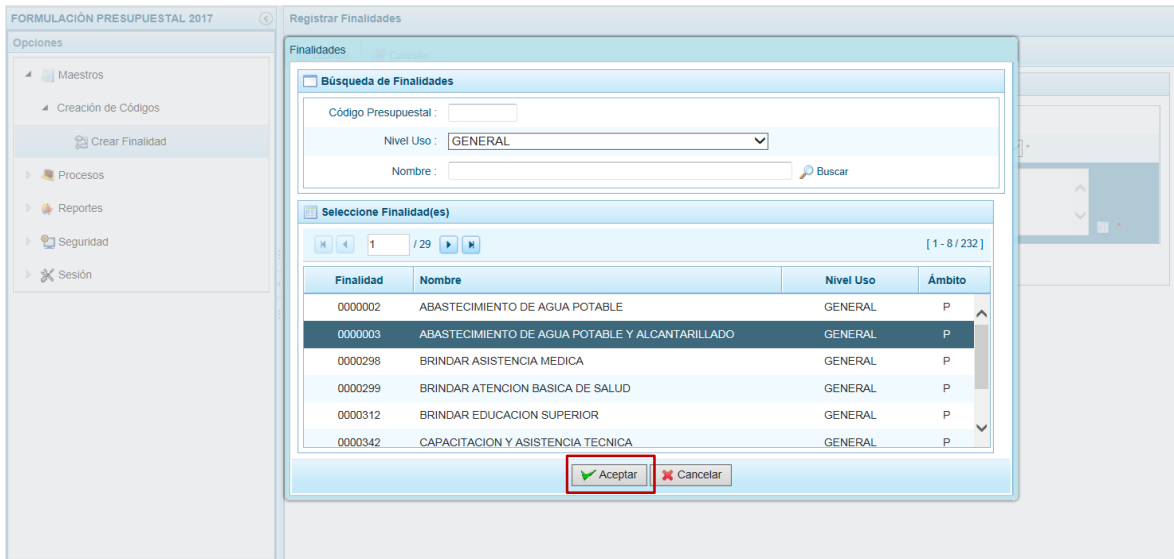 FORMULACIÓN PRESUPUESTAL 2017
Opciones
Maestros
Creación de Códigos
Crear Finalidad
Procesos
Reportes
Seguridad
Sesión
Registrar Finalidades
Cancelar
Finalidades
Búsqueda de Finalidades
Código Presupuestal :
Nivel Uso : GENERAL
Nombre : Buscar
Seleccione Finalidad(es)
1 / 29 [ 1 - 8 / 232 ]
Finalidad Nombre Nivel Uso Ámbito
0000002 ABASTECIMIENTO DE AGUA POTABLE GENERAL P
0000003 ABASTECIMIENTO DE AGUA POTABLE Y ALCANTARILLADO GENERAL P
0000298 BRINDAR ASISTENCIA MEDICA GENERAL P
0000299 BRINDAR ATENCION BASICA DE SALUD GENERAL P
0000312 BRINDAR EDUCACION SUPERIOR GENERAL P
0000342 CAPACITACION Y ASISTENCIA TECNICA GENERAL P
Aceptar Cancelar